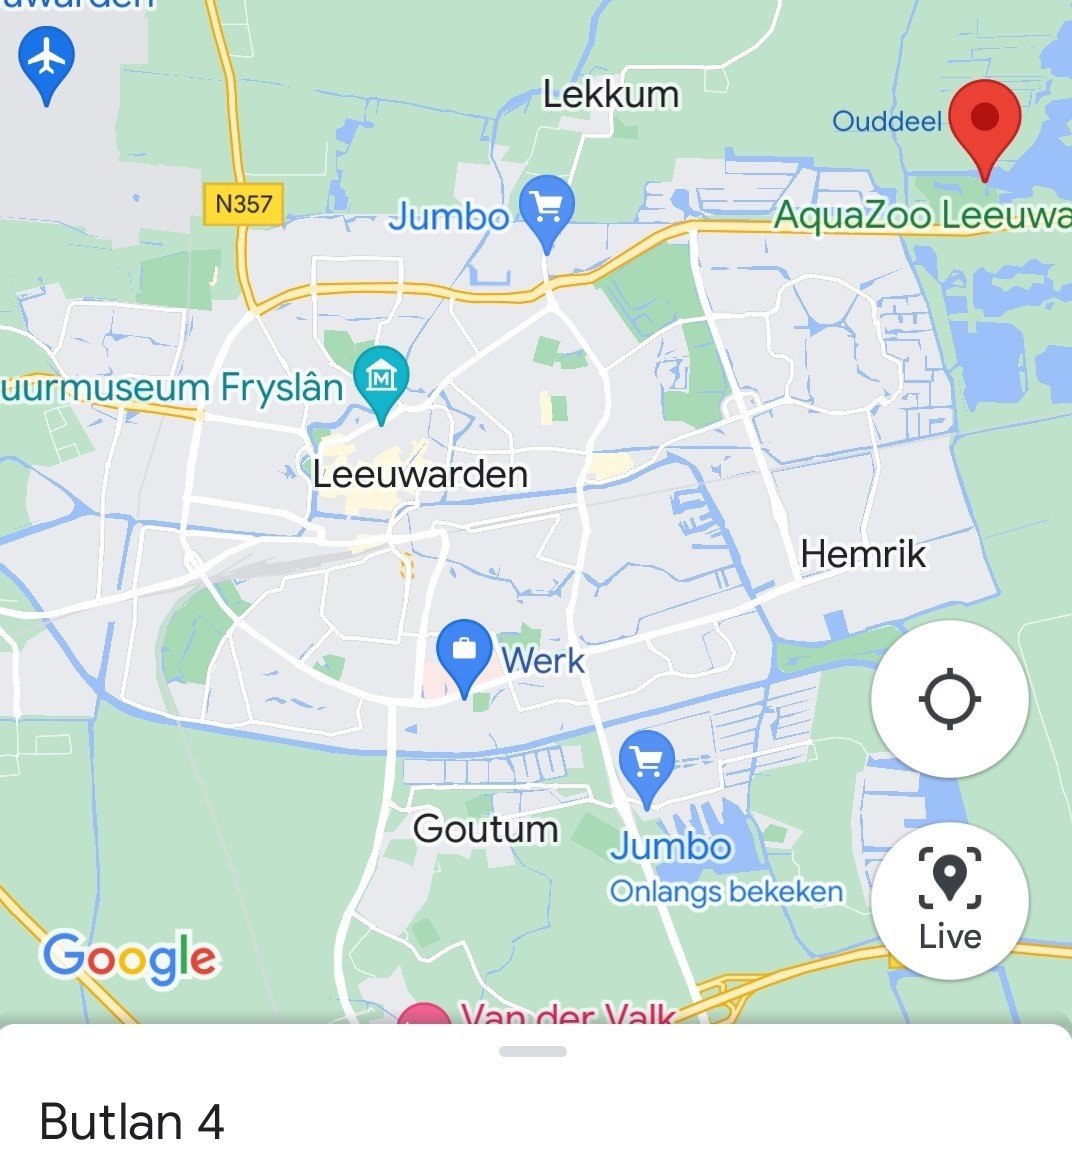 Lekkum
Ouddeel
N357
Jumbo
AquaZoo Leeuwa
uurmuseum Fryslân
M
Leeuwarden
Hemrik
Werk
Goutum
Jumbo
Onlangs bekeken
Live
Google
Van der Valk
Butlan 4